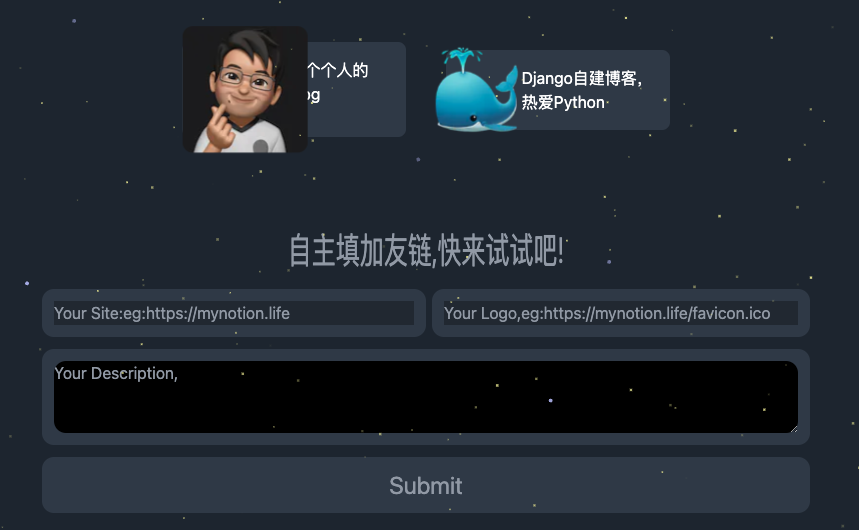 个个人的
og
Django自建博客，
热爱Python
自主填加友链,快来试试吧!
Your Site:eg:https://mynotion.life
Your Logo,eg:https://mynotion.life/favicon.ico
Your Description,
Submit